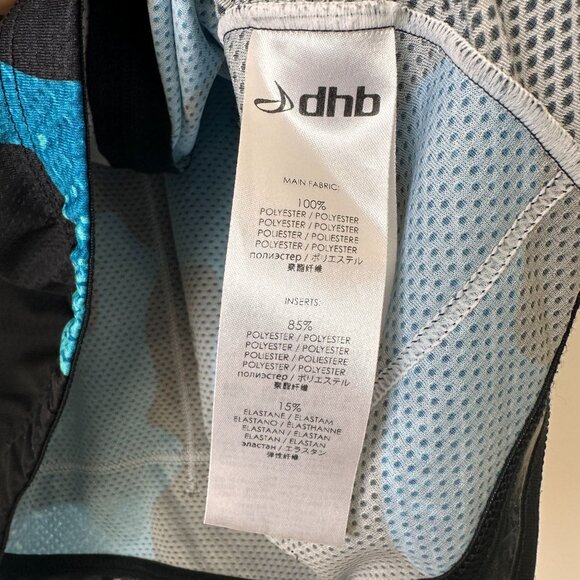 dhb
MAIN FABRIC:
100%
POLYESTER / POLYESTER
POLYESTER / POLYESTER
POLIESTER / POLIESTERE
POLYESTER / POLYESTER
полиэстер / ポリエステル
聚酯纤维
INSERTS:
85%
POLYESTER / POLYESTER
POLYESTER / POLYESTER
POLIESTER / POLIESTERE
POLYESTER / POLYESTER
полиэстер / ポリエステル
聚酯纤维
15%
ELASTANE / ELASTAM
ELASTANO / ÉLASTHANNE
ELASTAAN / ELASTAN
ELASTAN / ELASTAN
эластан / エラスタン
弹性纤维